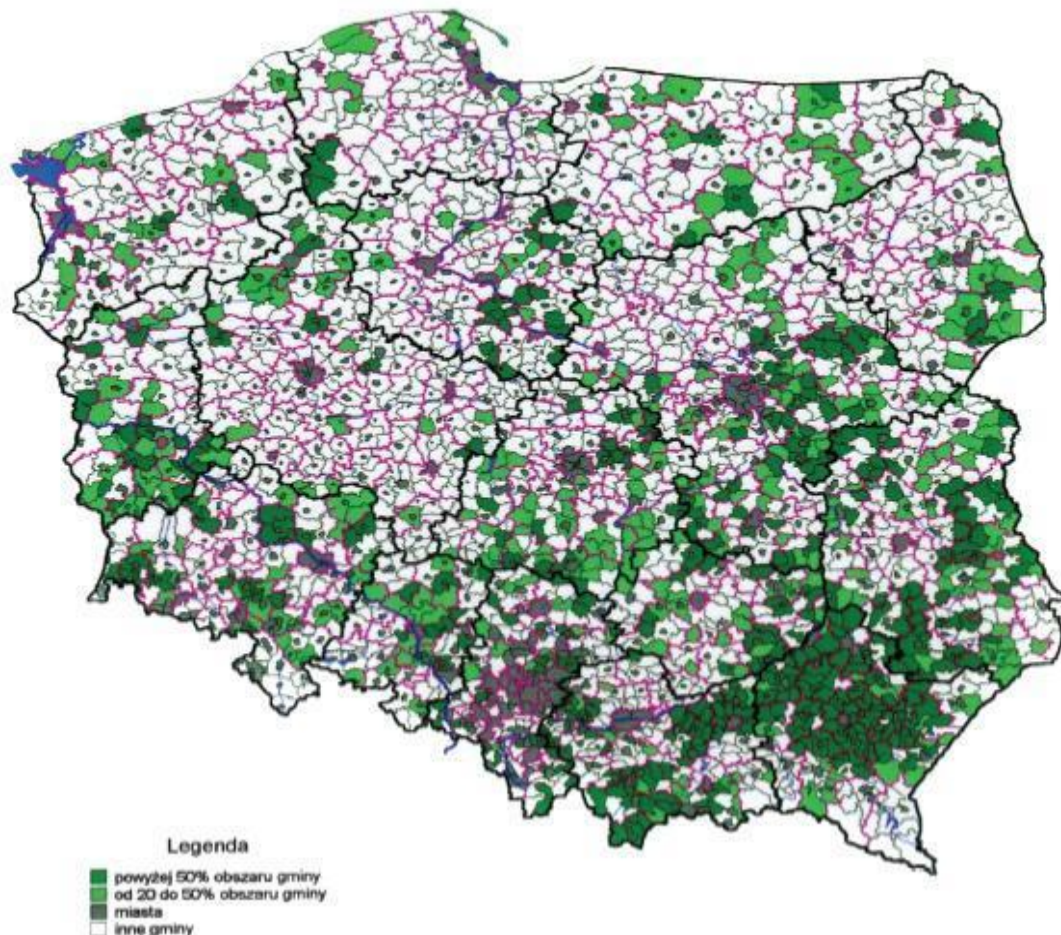 Legenda
powyżej 50% obszaru gminy
od 20 do 50% obszaru gminy
miasta
inne gminy